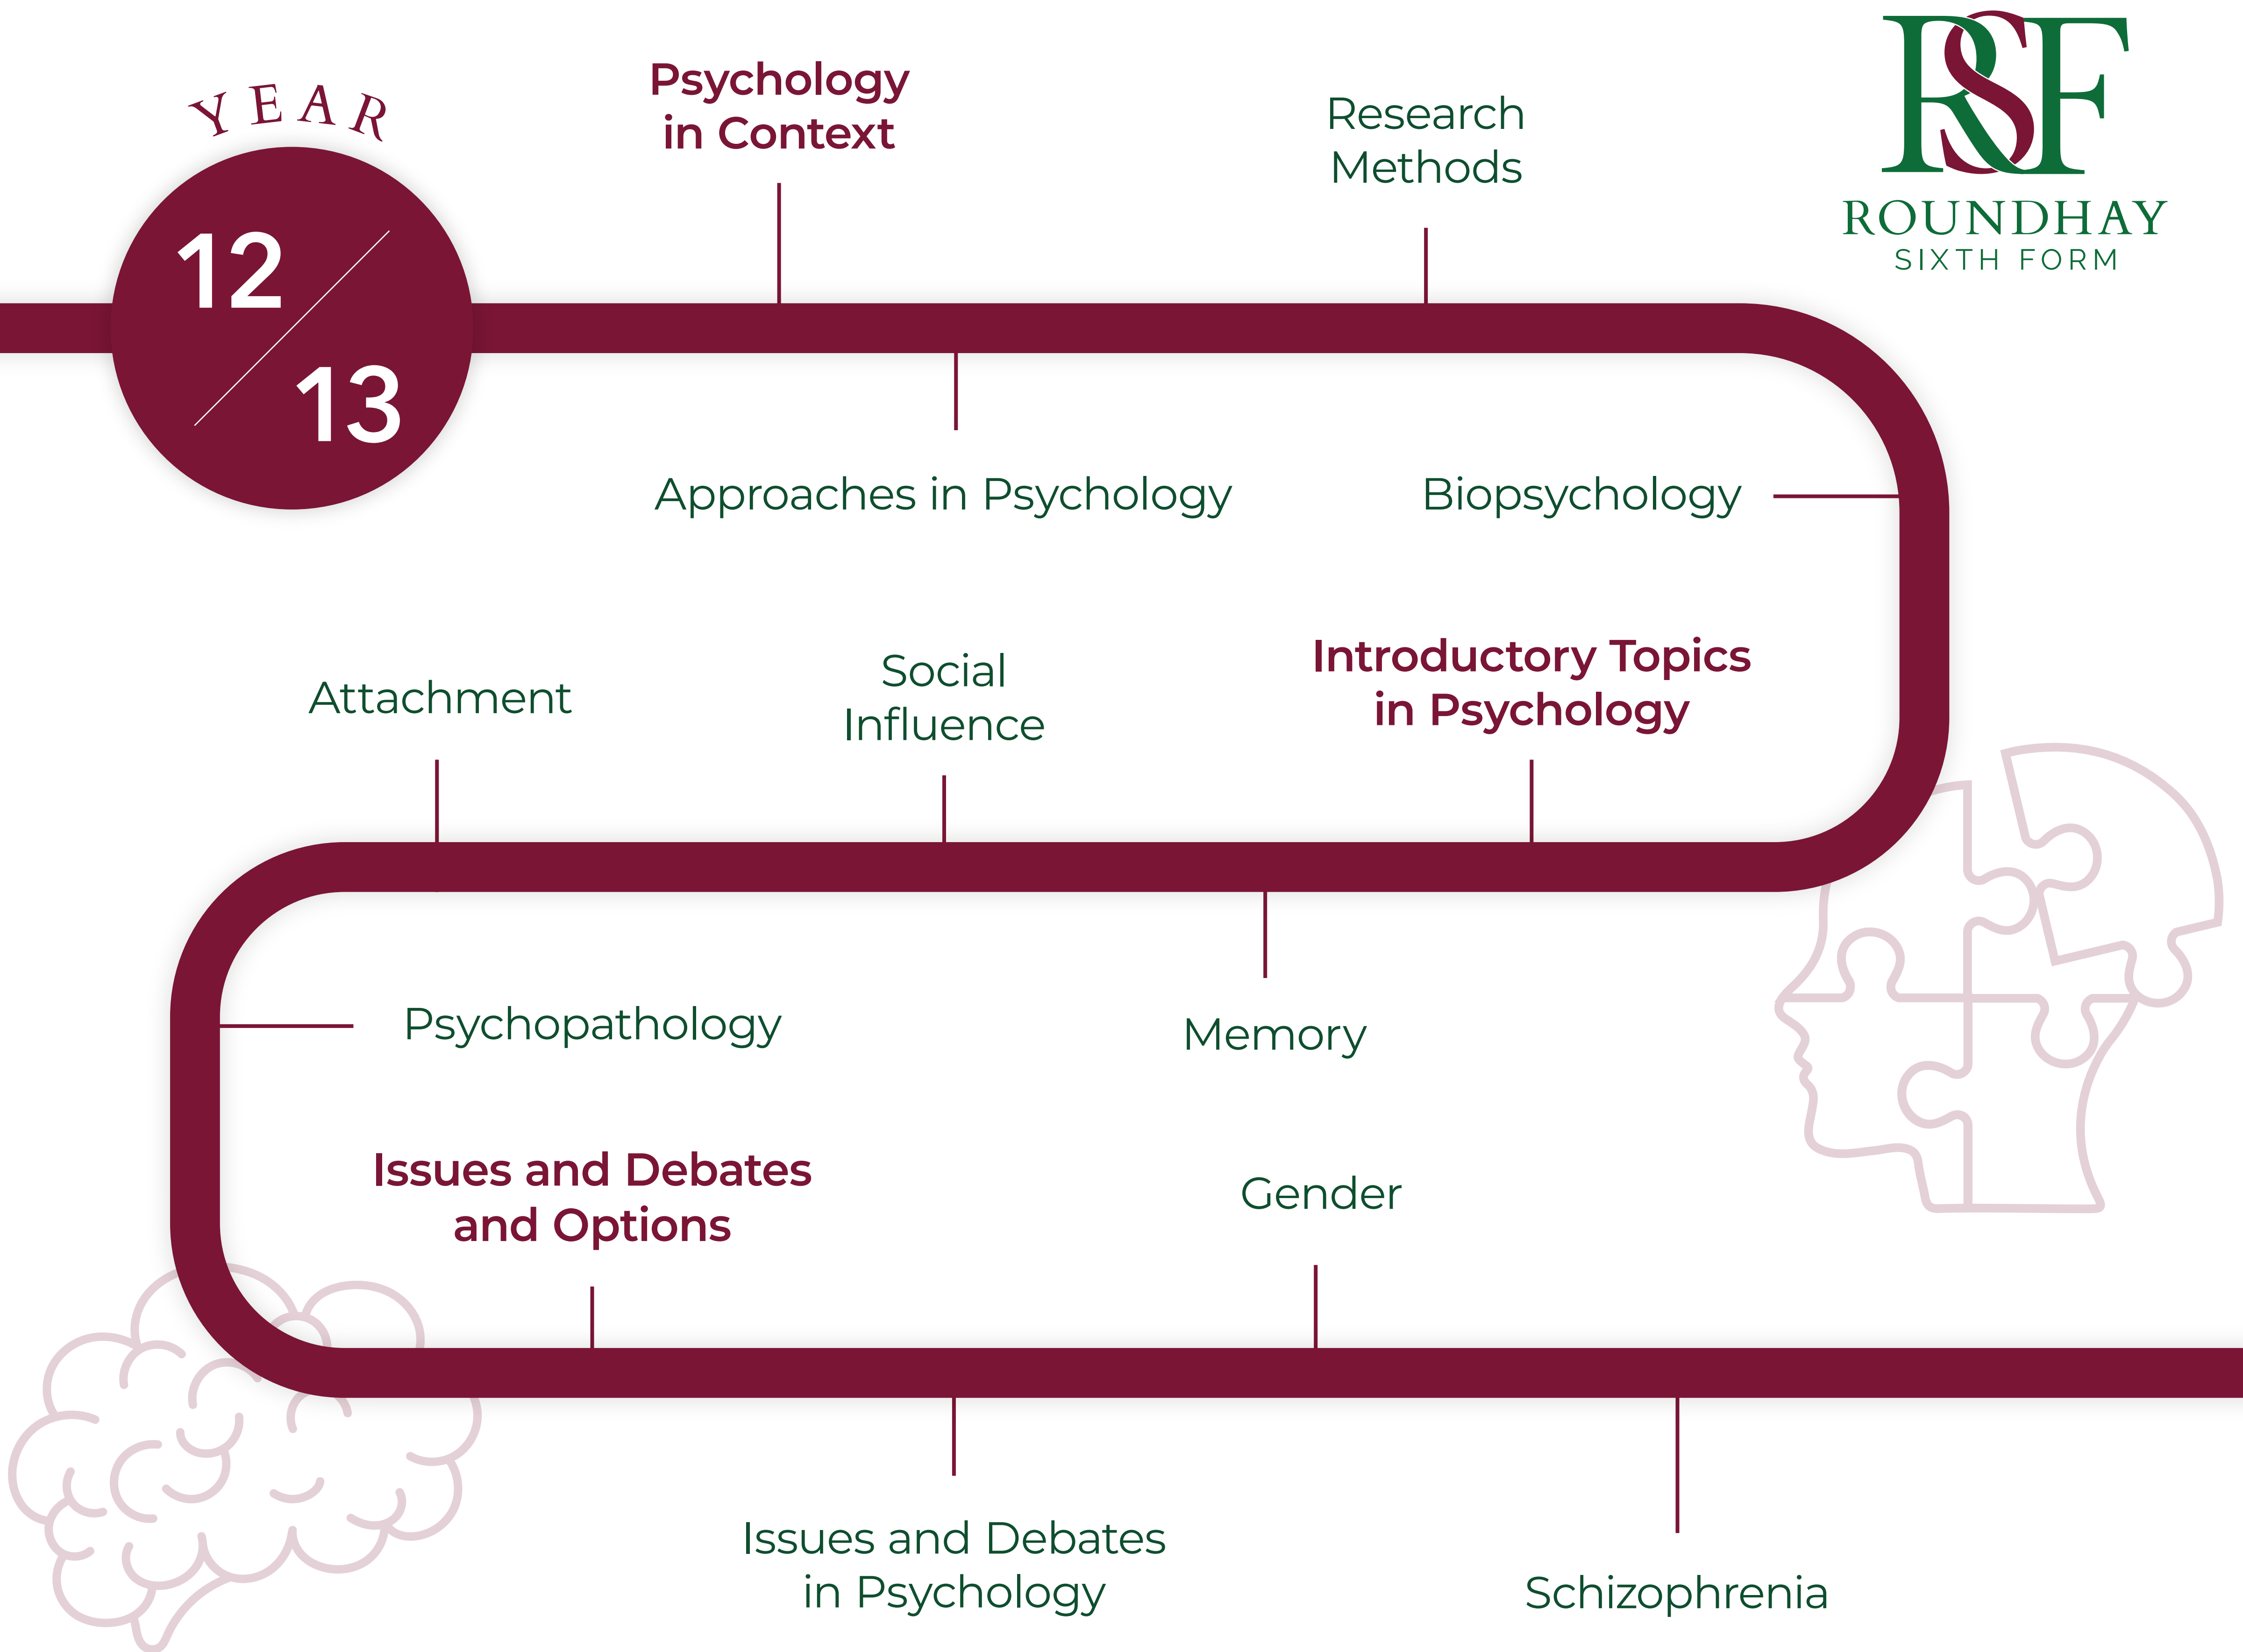 YEAR
12
13
Psychology
in Context
Research
Methods
RSF
ROUNDHAY
SIXTH FORM
Approaches in Psychology
Biopsychology
Attachment
Social
Influence
Introductory Topics
in Psychology
Psychopathology
Memory
Issues and Debates
and Options
Gender
Issues and Debates
in Psychology
Schizophrenia